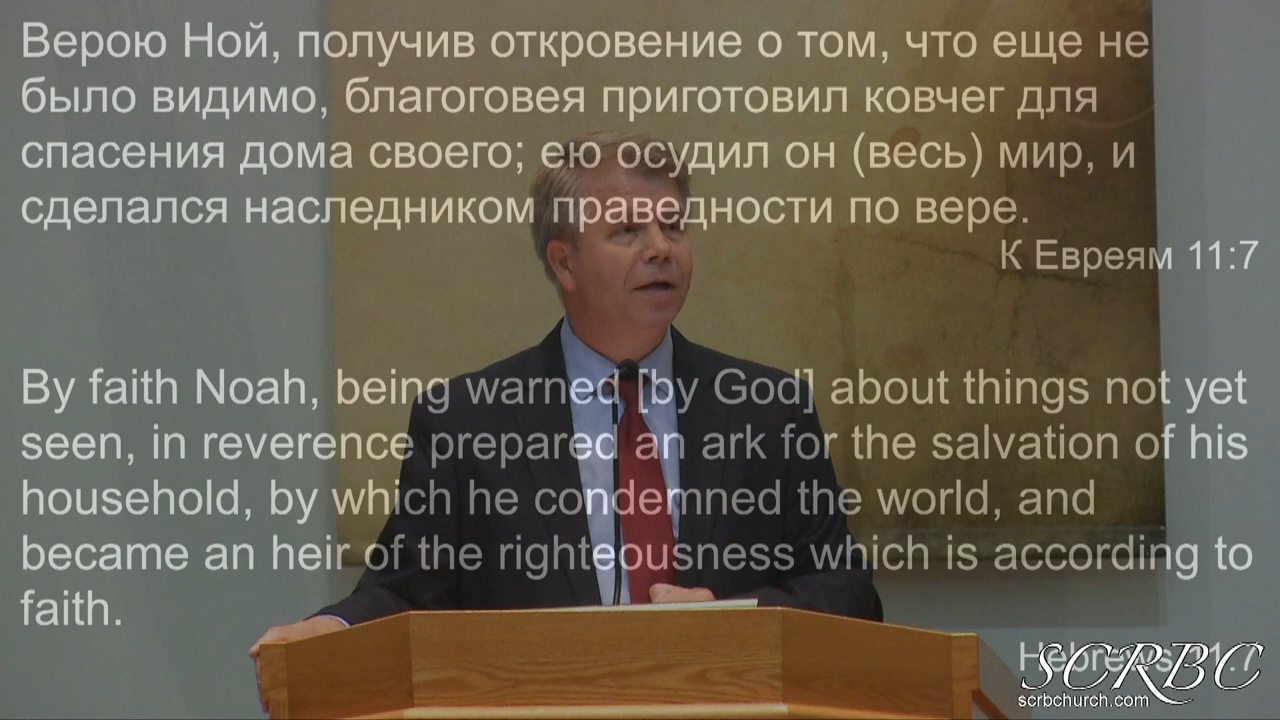 Верою Ной, получив откровение о том, что еще не
было видимо, благоговея приготовил ковчег для
спасения дома своего; ею осудил он (весь) мир, и
сделался наследником праведности по вере.
К Евреям 11:7
By faith Noah, being warned [by God] about things not yet
seen, in reverence prepared an ark for the salvation of his
household, by which he condemned the world, and
became an heir of the righteousness which is according to
faith.
Hebrews 11:7
SCRBC
scrbchurch.com